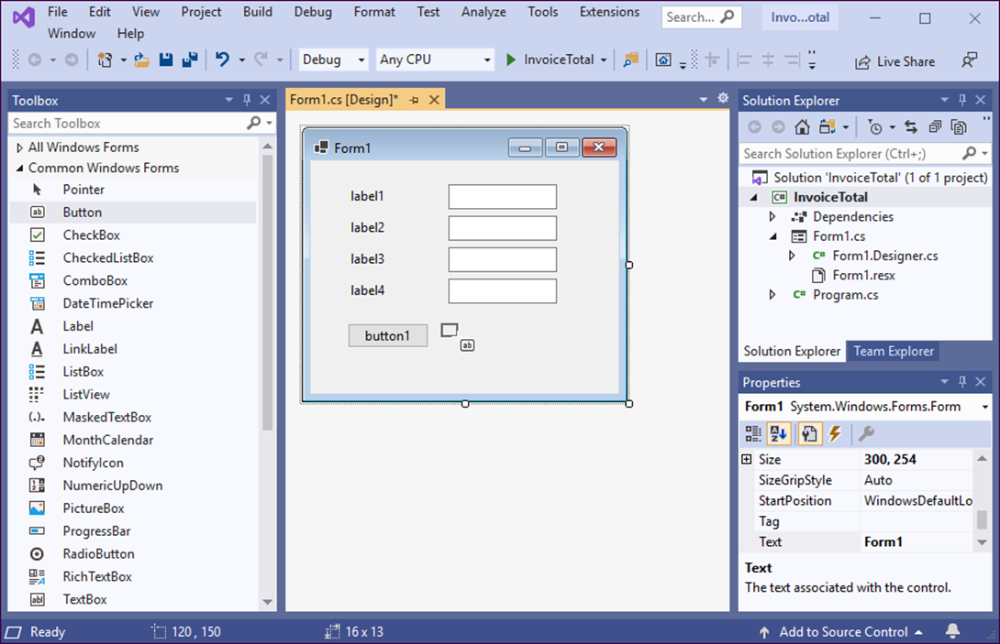 File Edit View Project Build Debug Format Test Analyze Tools Extensions Search... Invo...otal
Window Help
Debug Any CPU InvoiceTotal Live Share
Toolbox
Search Toolbox
All Windows Forms
Common Windows Forms
Pointer
Button
CheckBox
CheckedListBox
ComboBox
DateTimePicker
Label
LinkLabel
ListBox
ListView
MaskedTextBox
MonthCalendar
NotifyIcon
NumericUpDown
PictureBox
ProgressBar
RadioButton
RichTextBox
TextBox
Form1.cs [Design]*
Form1
label1
label2
label3
label4
button1
Solution Explorer
Search Solution Explorer (Ctrl+;)
Solution 'InvoiceTotal' (1 of 1 project)
InvoiceTotal
Dependencies
Form1.cs
Form1.Designer.cs
Form1.resx
Program.cs
Solution Explorer Team Explorer
Properties
Form1 System.Windows.Forms.Form
Size 300, 254
SizeGripStyle Auto
StartPosition WindowsDefaultLo
Tag
Text Form1
Text
The text associated with the control.
Ready 120 , 150 16 x 13 Add to Source Control